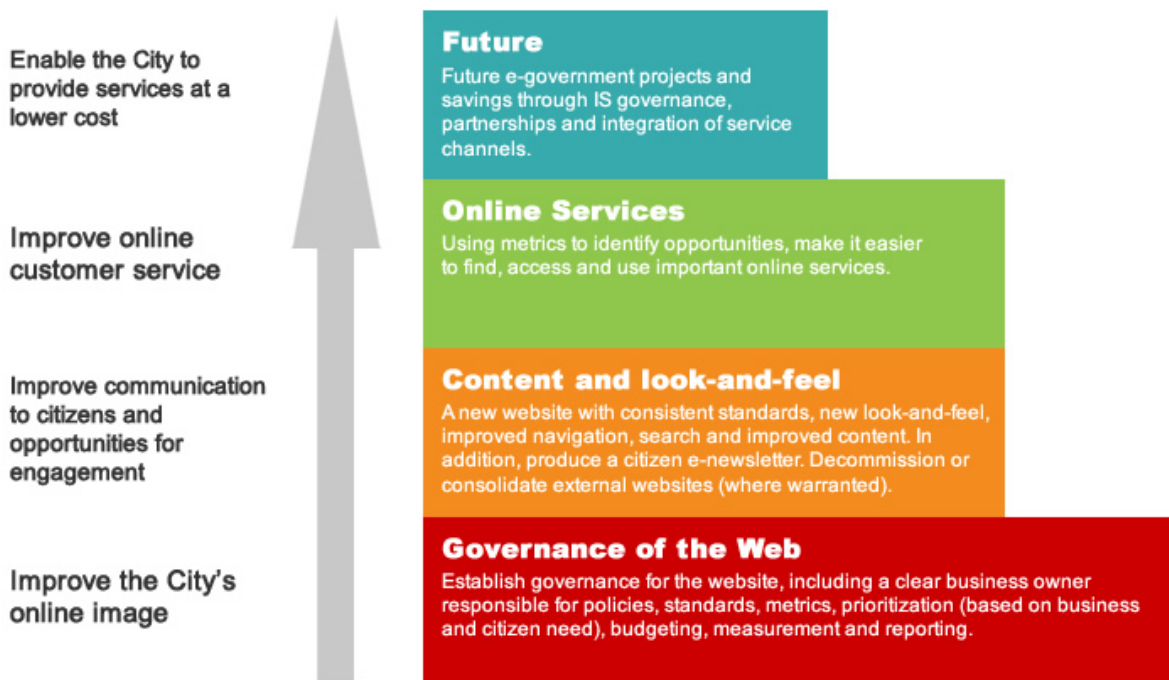 Enable the City to
provide services at a
lower cost
Future
Future e-government projects and
savings through IS governance,
partnerships and integration of service
channels.
Improve online
customer service
Online Services
Using metrics to identify opportunities, make it easier
to find, access and use important online services.
Improve communication
to citizens and
opportunities for
engagement
Content and look-and-feel
A new website with consistent standards, new look-and-feel,
improved navigation, search and improved content. In
addition, produce a citizen e-newsletter. Decommission or
consolidate external websites (where warranted).
Improve the City's
online image
Governance of the Web
Establish governance for the website, including a clear business owner
responsible for policies, standards, metrics, prioritization (based on business
and citizen need), budgeting, measurement and reporting.